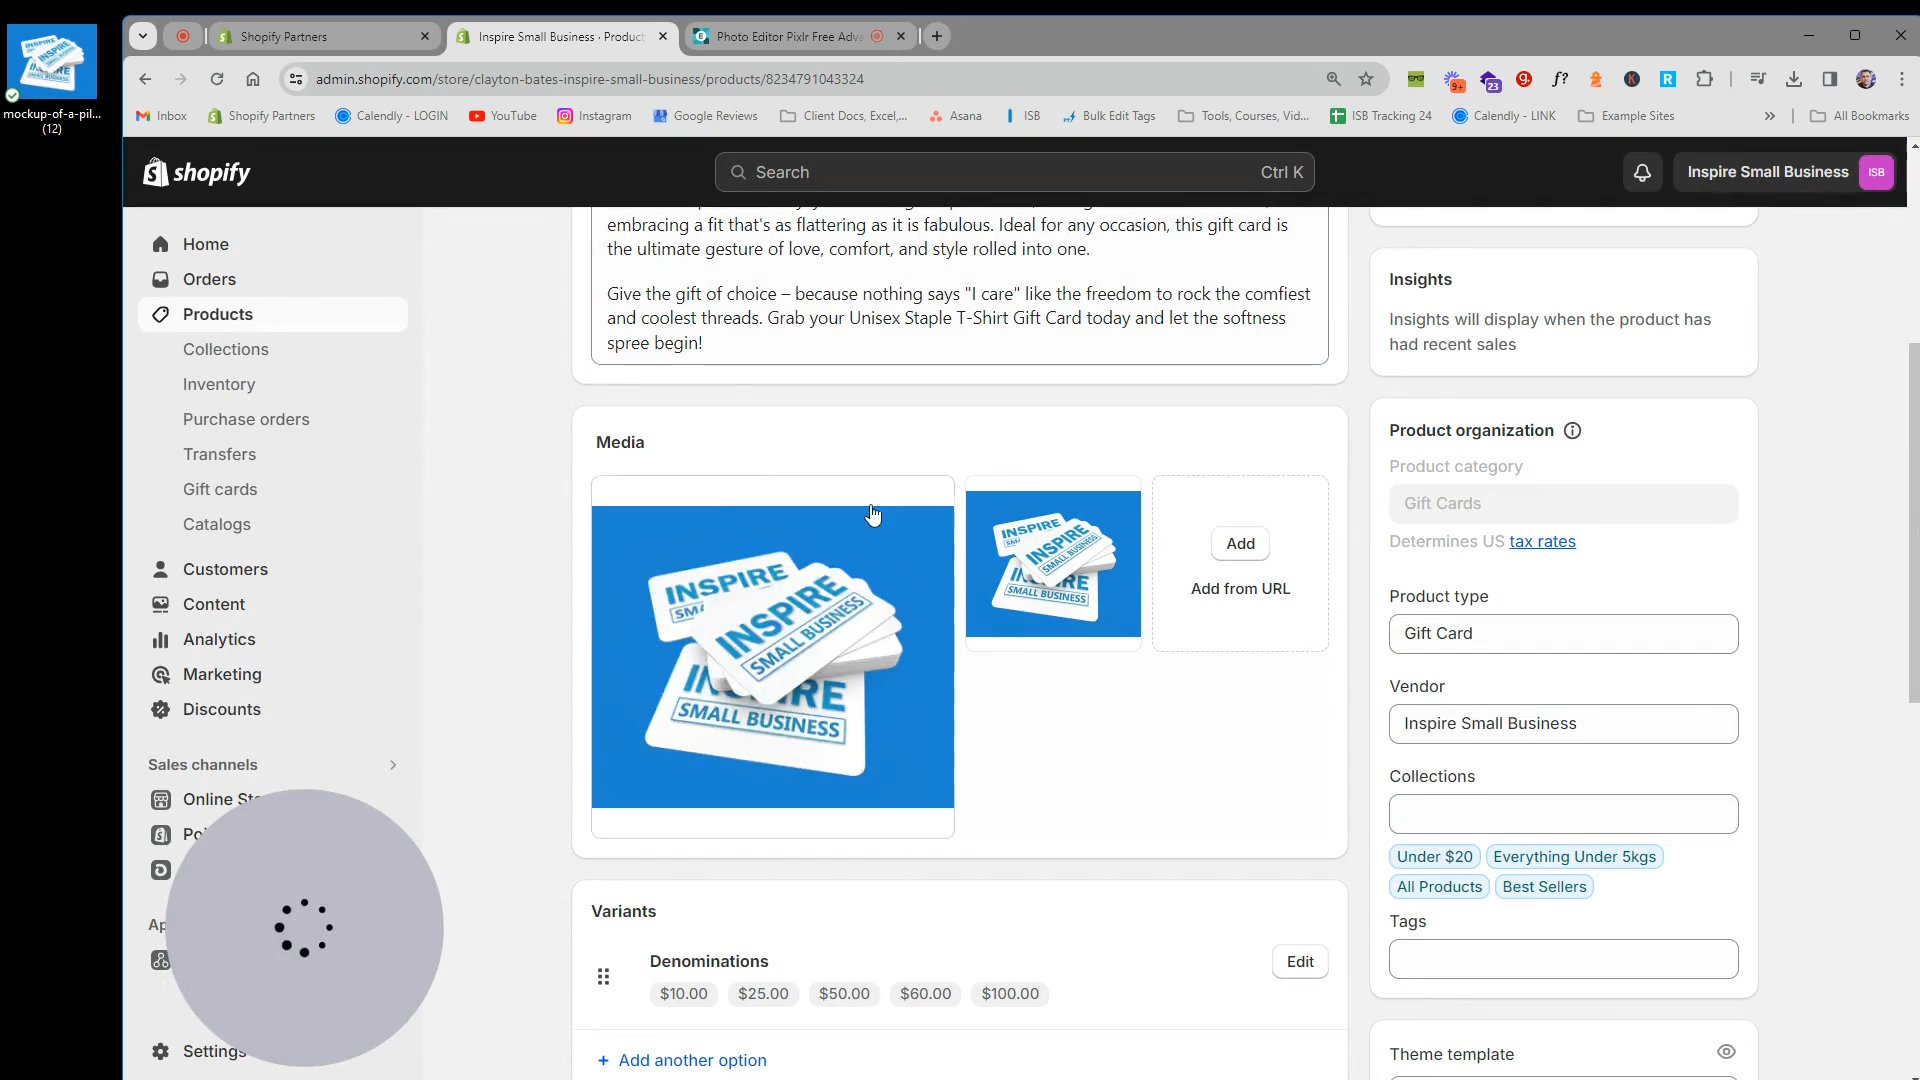 mockup-of-a-pil...
(12)
Shopify Partners
Inspire Small Business · Product
Photo Editor Pixlr Free Adva
admin.shopify.com/store/clayton-bates-inspire-small-business/products/8234791043324
9+
23
f?
Inbox
Shopify Partners
Calendly - LOGIN
YouTube
Instagram
Google Reviews
Client Docs, Excel,...
Asana
ISB
Bulk Edit Tags
Tools, Courses, Vid...
ISB Tracking 24
Calendly - LINK
Example Sites
All Bookmarks
shopify
Search
Ctrl K
Inspire Small Business
ISB
Home
Orders
Products
Collections
Inventory
Purchase orders
Transfers
Gift cards
Catalogs
Customers
Content
Analytics
Marketing
Discounts
Sales channels
Online Sto
Po
Ap
Settings
embracing a fit that's as flattering as it is fabulous. Ideal for any occasion, this gift card is
the ultimate gesture of love, comfort, and style rolled into one.
Give the gift of choice – because nothing says "I care" like the freedom to rock the comfiest
and coolest threads. Grab your Unisex Staple T-Shirt Gift Card today and let the softness
spree begin!
Media
INSPIRE
SMALL BUSINESS
Add
Add from URL
Variants
Denominations
Edit
$10.00
$25.00
$50.00
$60.00
$100.00
+ Add another option
Insights
Insights will display when the product has
had recent sales
Product organization
Product category
Gift Cards
Determines US tax rates
Product type
Gift Card
Vendor
Inspire Small Business
Collections
Under $20
Everything Under 5kgs
All Products
Best Sellers
Tags
Theme template